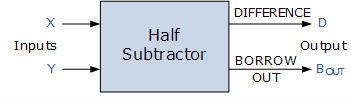 X
DIFFERENCE
D
Inputs
Half
Subtractor
Output
Y
BORROW
OUT
BOUT